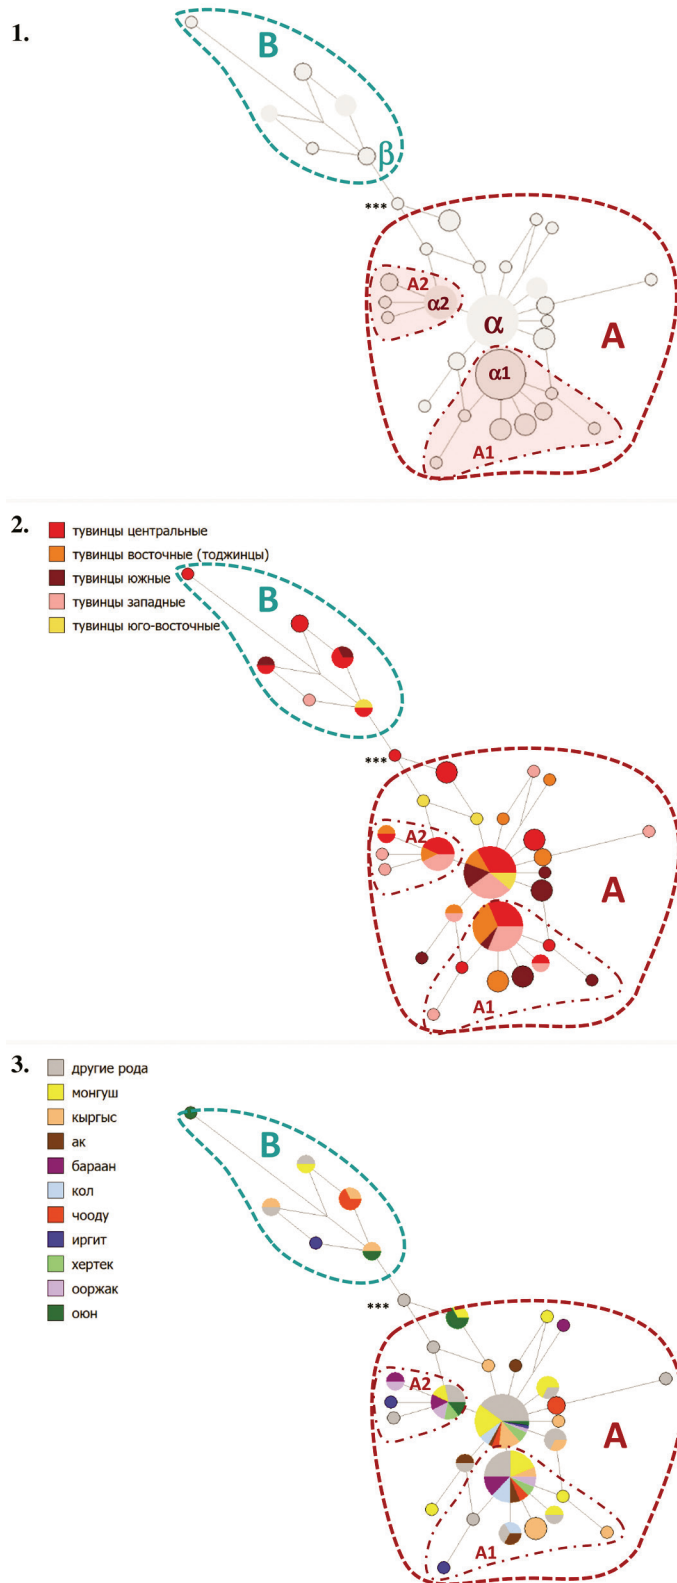 1.
B
β
***
A2
α2
α
A
α1
A1
2.
тувинцы центральные
тувинцы восточные (тоджинцы)
тувинцы южные
тувинцы западные
тувинцы юго-восточные
B
***
A2
A
A1
3.
другие рода
монгуш
кыргыс
ак
бараан
кол
чооду
иргит
хертек
ооржак
оюн
B
***
A2
A
A1